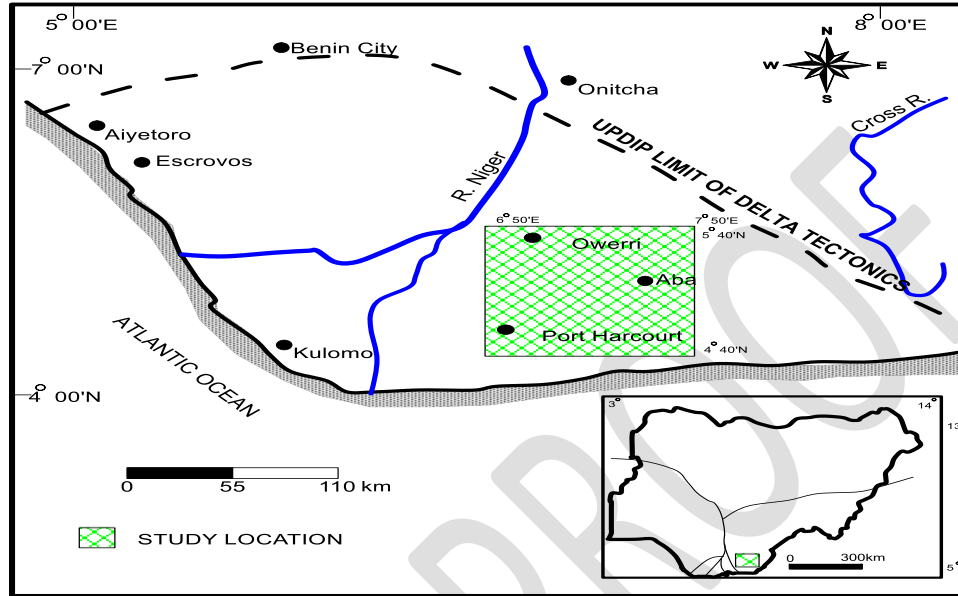 5° 00'E
8° 00'E
Benin City
N
7° 00'N
W E
S
Onitcha
Cross R.
Aiyetoro
UPDIP LIMIT OF DELTA TECTONICS
Escrovos
R. Niger
6° 50'E
7° 50'E
5° 40'N
Owerri
Aba
ATLANTIC OCEAN
Port Harcourt
Kulomo
4° 40'N
4° 00'N
3°
14°
13
0 55 110 km
STUDY LOCATION
0 300km
5°
PROOF